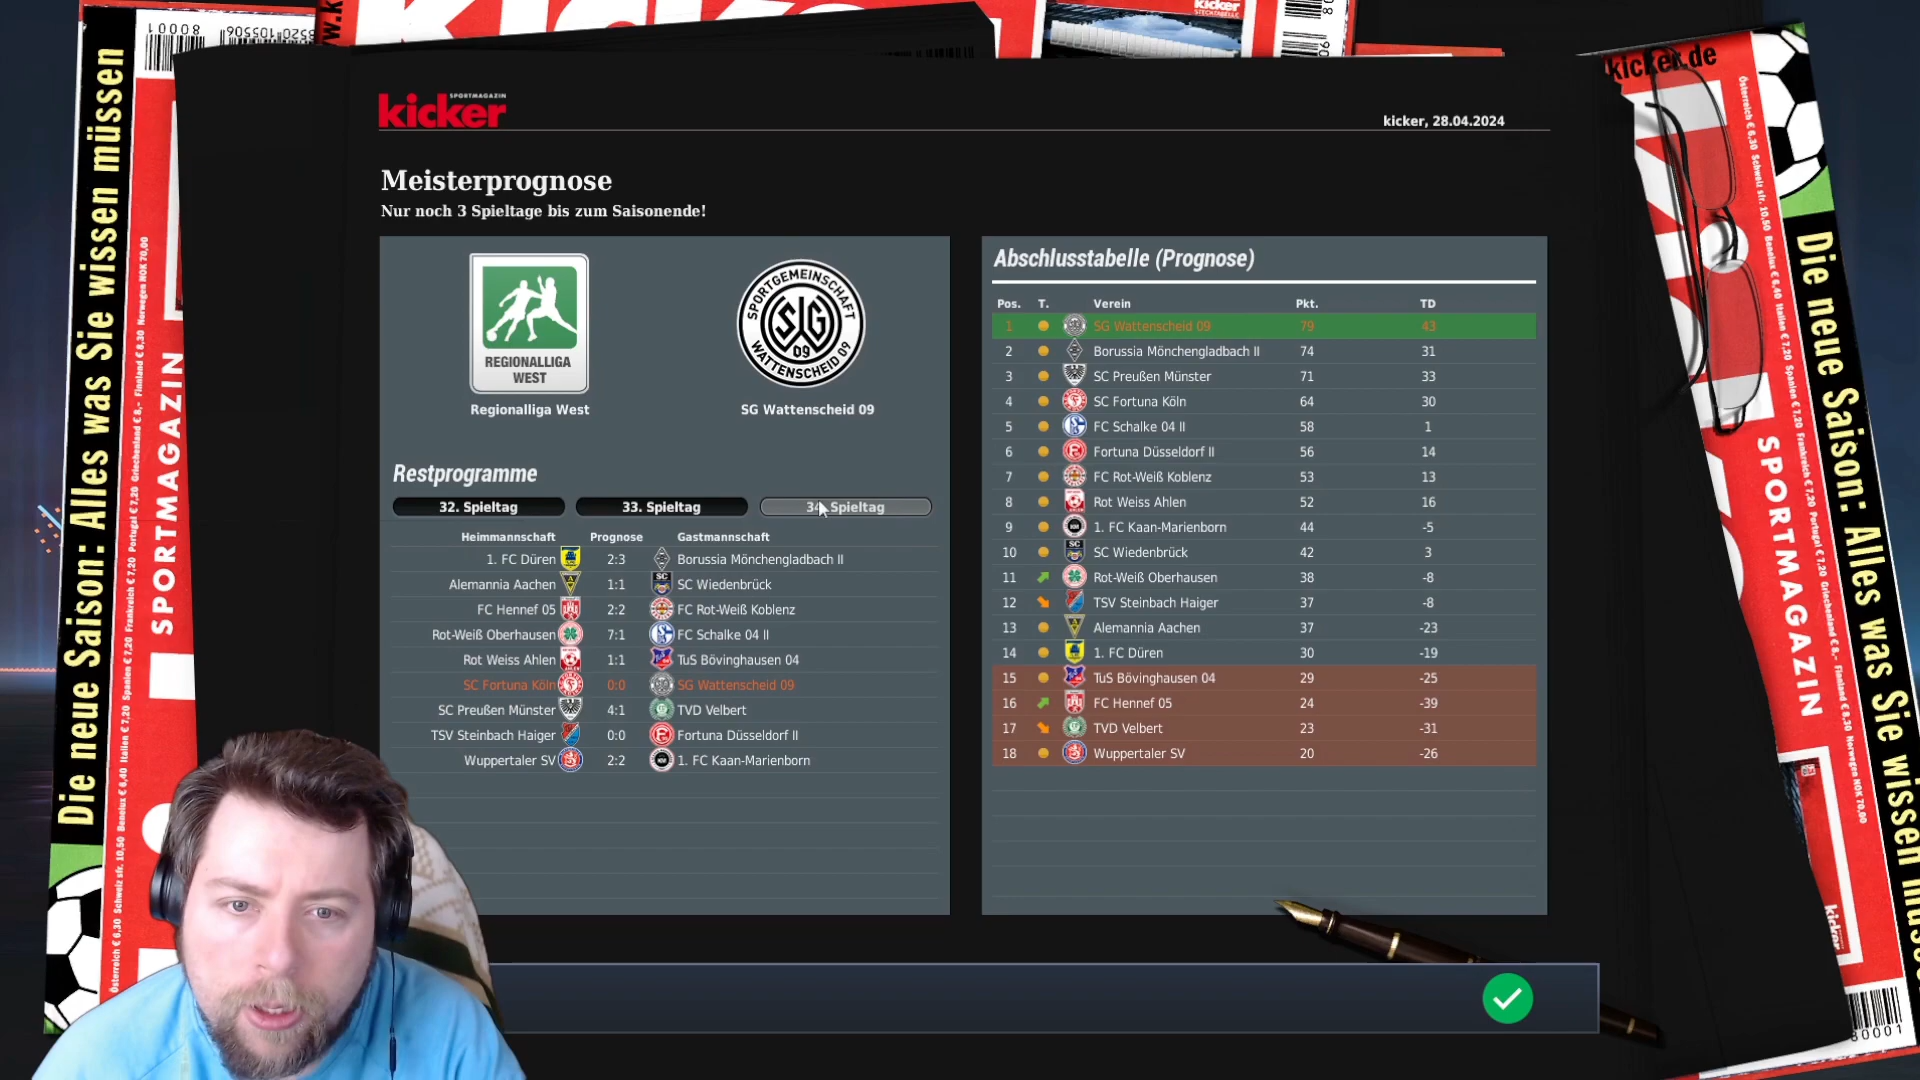 kicker
SPORTMAGAZIN
kicker
kicker, 28.04.2024
kicker.de
Meisterprognose
Nur noch 3 Spieltage bis zum Saisonende!
REGIONALLIGA
WEST
SPORTGEMEINSCHAFT
WATTENSCHEID 09
09
Regionalliga West
SG Wattenscheid 09
Restprogramme
32. Spieltag 33. Spieltag 34. Spieltag
Heimmannschaft Prognose Gastmannschaft
1. FC Düren 2:3 Borussia Mönchengladbach II
Alemannia Aachen 1:1 SC Wiedenbrück
FC Hennef 05 2:2 FC Rot-Weiß Koblenz
Rot-Weiß Oberhausen 7:1 FC Schalke 04 II
Rot Weiss Ahlen 1:1 TuS Bövinghausen 04
SC Fortuna Köln 0:0 SG Wattenscheid 09
SC Preußen Münster 4:1 TVD Velbert
TSV Steinbach Haiger 0:0 Fortuna Düsseldorf II
Wuppertaler SV 2:2 1. FC Kaan-Marienborn
Abschlusstabelle (Prognose)
Pos. T. Verein Pkt. TD
1 SG Wattenscheid 09 79 43
2 Borussia Mönchengladbach II 74 31
3 SC Preußen Münster 71 33
4 SC Fortuna Köln 64 30
5 FC Schalke 04 II 58 1
6 Fortuna Düsseldorf II 56 14
7 FC Rot-Weiß Koblenz 53 13
8 Rot Weiss Ahlen 52 16
9 1. FC Kaan-Marienborn 44 -5
10 SC Wiedenbrück 42 3
11 Rot-Weiß Oberhausen 38 -8
12 TSV Steinbach Haiger 37 -8
13 Alemannia Aachen 37 -23
14 1. FC Düren 30 -19
15 TuS Bövinghausen 04 29 -25
16 FC Hennef 05 24 -39
17 TVD Velbert 23 -31
18 Wuppertaler SV 20 -26
Die neue Saison: Alles was Sie wissen müssen
SPORTMAGAZIN
Die neue Saison: Alles was Sie wissen
SPORTMAGAZIN
kicker
80001